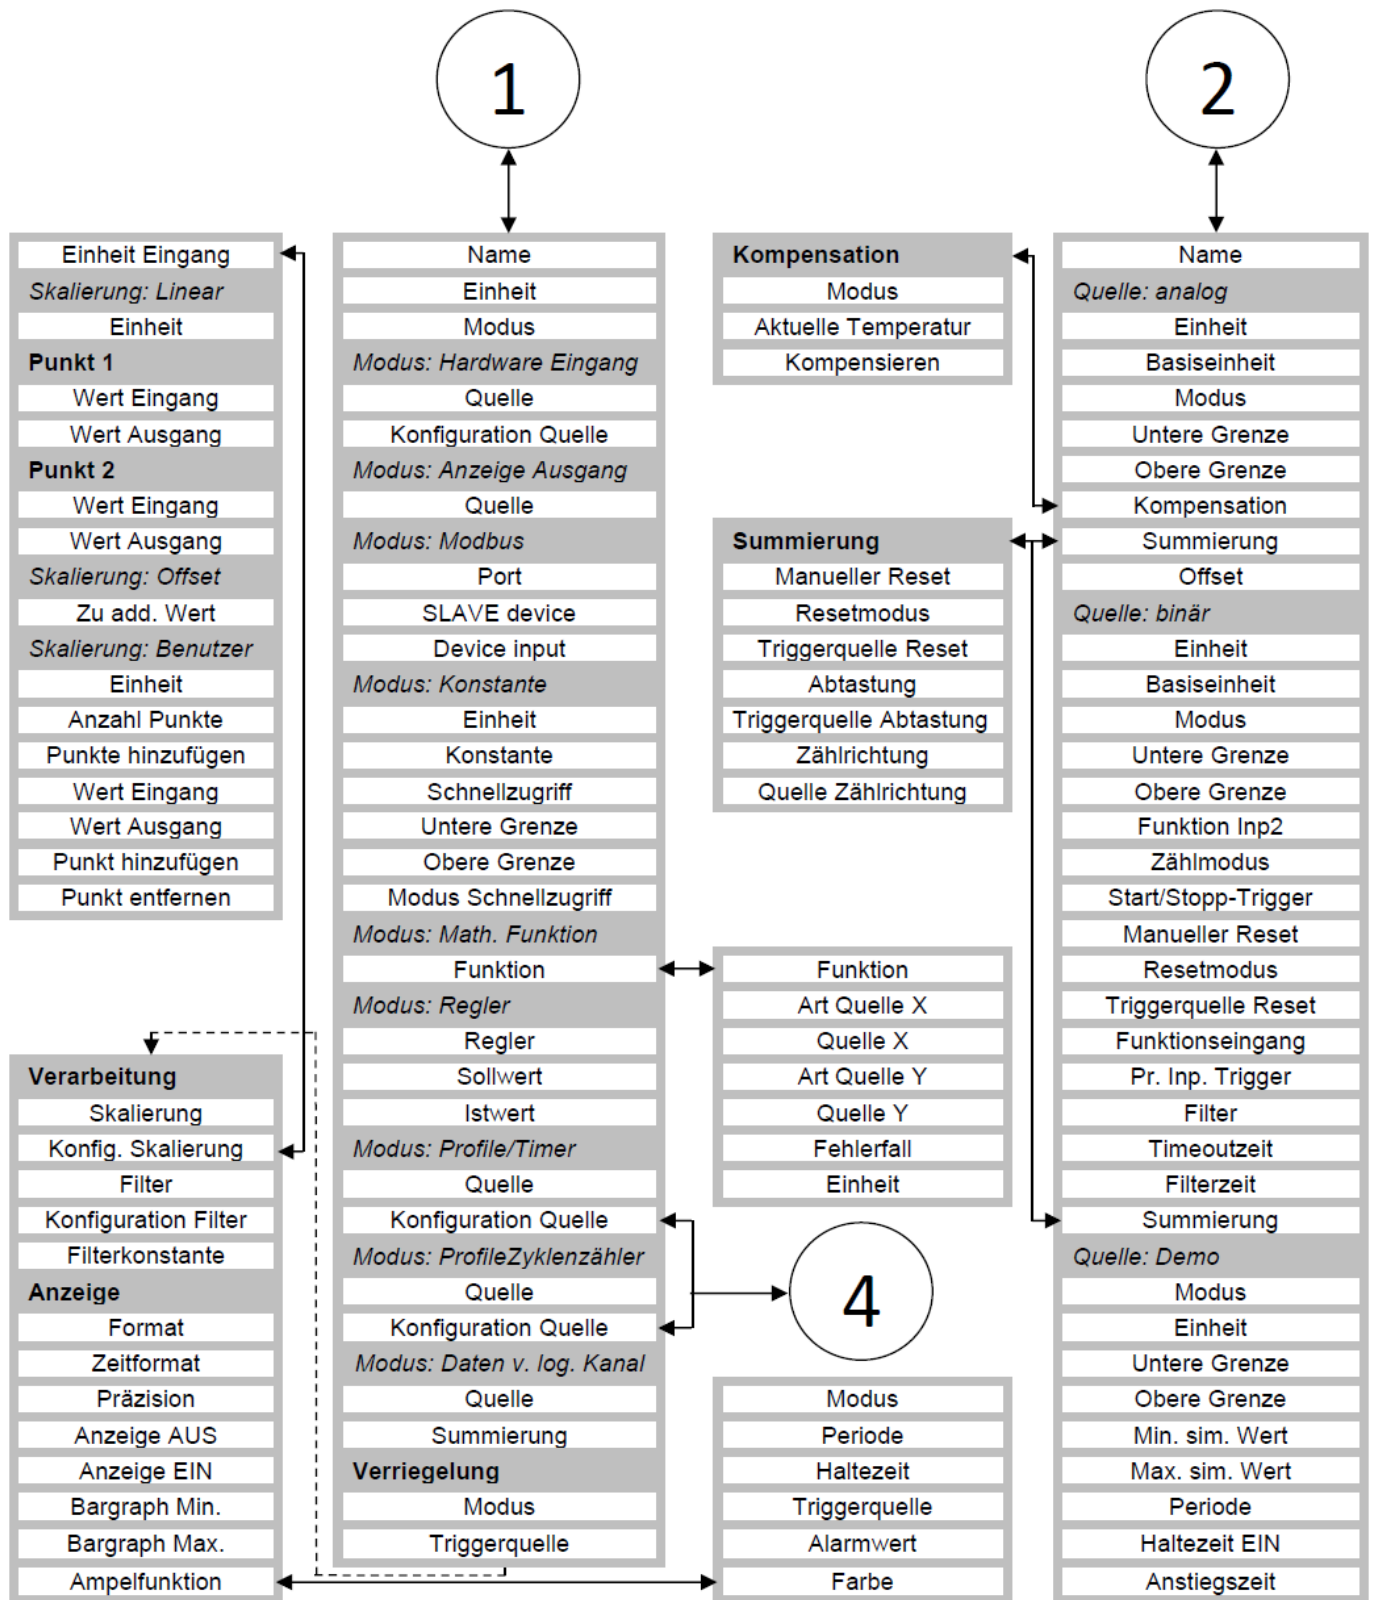 1
2
Einheit Eingang
Skalierung: Linear
Einheit
Punkt 1
Wert Eingang
Wert Ausgang
Punkt 2
Wert Eingang
Wert Ausgang
Skalierung: Offset
Zu add. Wert
Skalierung: Benutzer
Einheit
Anzahl Punkte
Punkte hinzufügen
Wert Eingang
Wert Ausgang
Punkt hinzufügen
Punkt entfernen
Verarbeitung
Skalierung
Konfig. Skalierung
Filter
Konfiguration Filter
Filterkonstante
Anzeige
Format
Zeitformat
Präzision
Anzeige AUS
Anzeige EIN
Bargraph Min.
Bargraph Max.
Ampelfunktion
Name
Einheit
Modus
Modus: Hardware Eingang
Quelle
Konfiguration Quelle
Modus: Anzeige Ausgang
Quelle
Modus: Modbus
Port
SLAVE device
Device input
Modus: Konstante
Einheit
Konstante
Schnellzugriff
Untere Grenze
Obere Grenze
Modus Schnellzugriff
Modus: Math. Funktion
Funktion
Modus: Regler
Regler
Sollwert
Istwert
Modus: Profile/Timer
Quelle
Konfiguration Quelle
Modus: ProfileZyklenzähler
Quelle
Konfiguration Quelle
Modus: Daten v. log. Kanal
Quelle
Summierung
Verriegelung
Modus
Triggerquelle
Kompensation
Modus
Aktuelle Temperatur
Kompensieren
Summierung
Manueller Reset
Resetmodus
Triggerquelle Reset
Abtastung
Triggerquelle Abtastung
Zählrichtung
Quelle Zählrichtung
Funktion
Art Quelle X
Quelle X
Art Quelle Y
Quelle Y
Fehlerfall
Einheit
4
Modus
Periode
Haltezeit
Triggerquelle
Alarmwert
Farbe
Name
Quelle: analog
Einheit
Basiseinheit
Modus
Untere Grenze
Obere Grenze
Kompensation
Summierung
Offset
Quelle: binär
Einheit
Basiseinheit
Modus
Untere Grenze
Obere Grenze
Funktion Inp2
Zählmodus
Start/Stopp-Trigger
Manueller Reset
Resetmodus
Triggerquelle Reset
Funktionseingang
Pr. Inp. Trigger
Filter
Timeoutzeit
Filterzeit
Summierung
Quelle: Demo
Modus
Einheit
Untere Grenze
Obere Grenze
Min. sim. Wert
Max. sim. Wert
Periode
Haltezeit EIN
Anstiegszeit